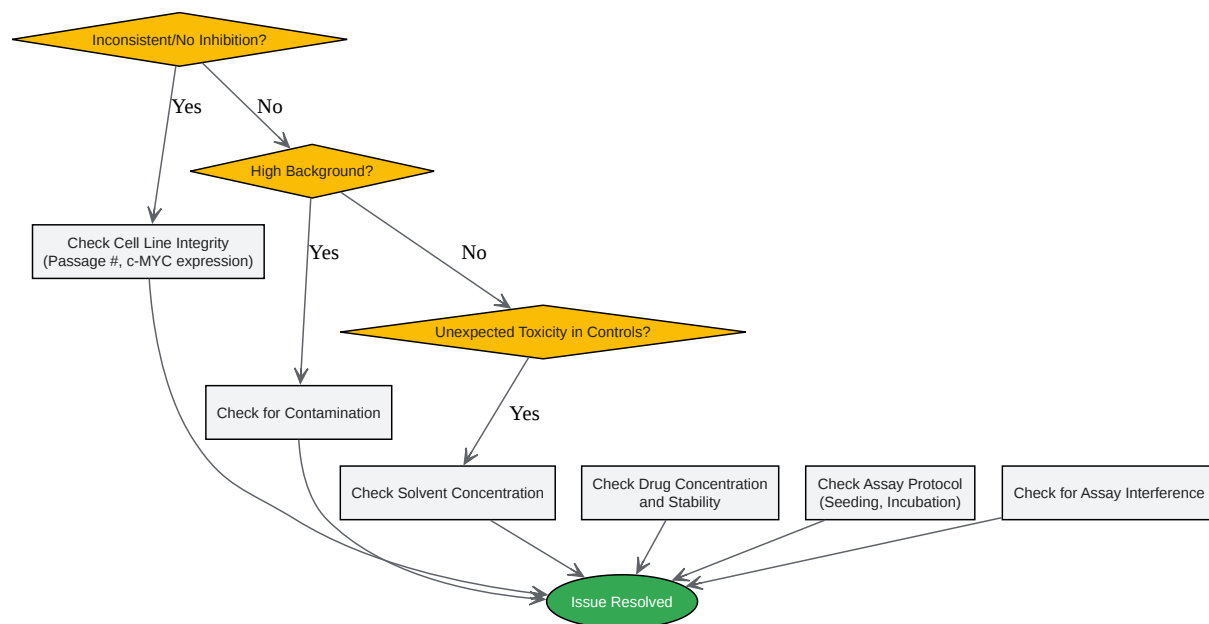 Inconsistent/No Inhibition?
Yes
No
High Background?
Check Cell Line Integrity
(Passage #, c-MYC expression)
Yes
No
Unexpected Toxicity in Controls?
Check for Contamination
Yes
Check Solvent Concentration
Check Drug Concentration
and Stability
Check Assay Protocol
(Seeding, Incubation)
Check for Assay Interference
Issue Resolved